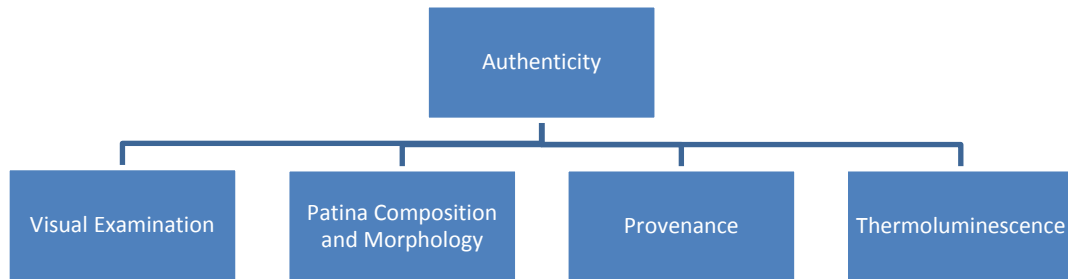 Authenticity
Visual Examination
Patina Composition
and Morphology
Provenance
Thermoluminescence